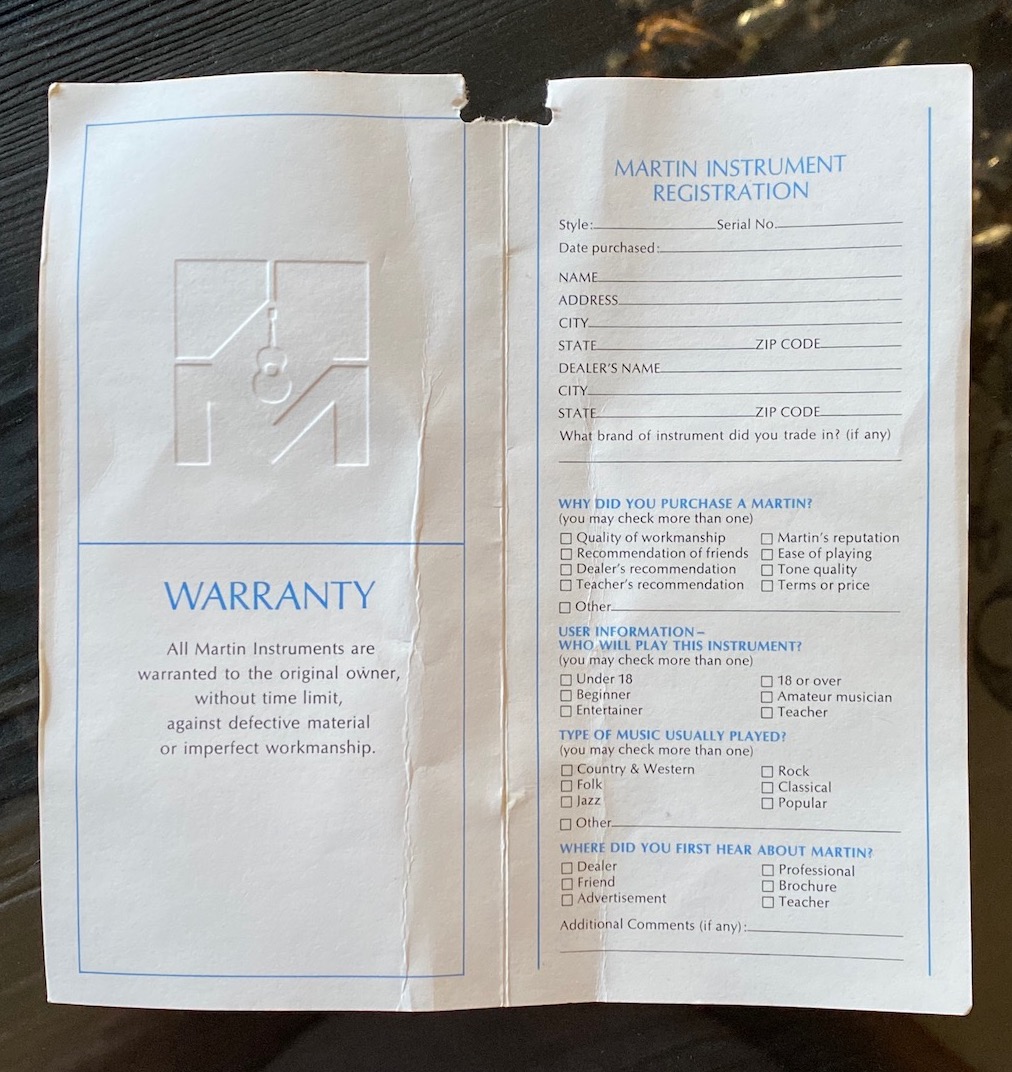 WARRANTY
All Martin Instruments are
warranted to the original owner,
without time limit,
against defective material
or imperfect workmanship.
MARTIN INSTRUMENT
REGISTRATION
Style: Serial No.
Date purchased:
NAME
ADDRESS
CITY
STATE ZIP CODE
DEALER'S NAME
CITY
STATE ZIP CODE
What brand of instrument did you trade in? (if any)
WHY DID YOU PURCHASE A MARTIN?
(you may check more than one)
Quality of workmanship Martin's reputation
Recommendation of friends Ease of playing
Dealer's recommendation Tone quality
Teacher's recommendation Terms or price
Other
USER INFORMATION–
WHO WILL PLAY THIS INSTRUMENT?
(you may check more than one)
Under 18 18 or over
Beginner Amateur musician
Entertainer Teacher
TYPE OF MUSIC USUALLY PLAYED?
(you may check more than one)
Country & Western Rock
Folk Classical
Jazz Popular
Other
WHERE DID YOU FIRST HEAR ABOUT MARTIN?
Dealer Professional
Friend Brochure
Advertisement Teacher
Additional Comments (if any):